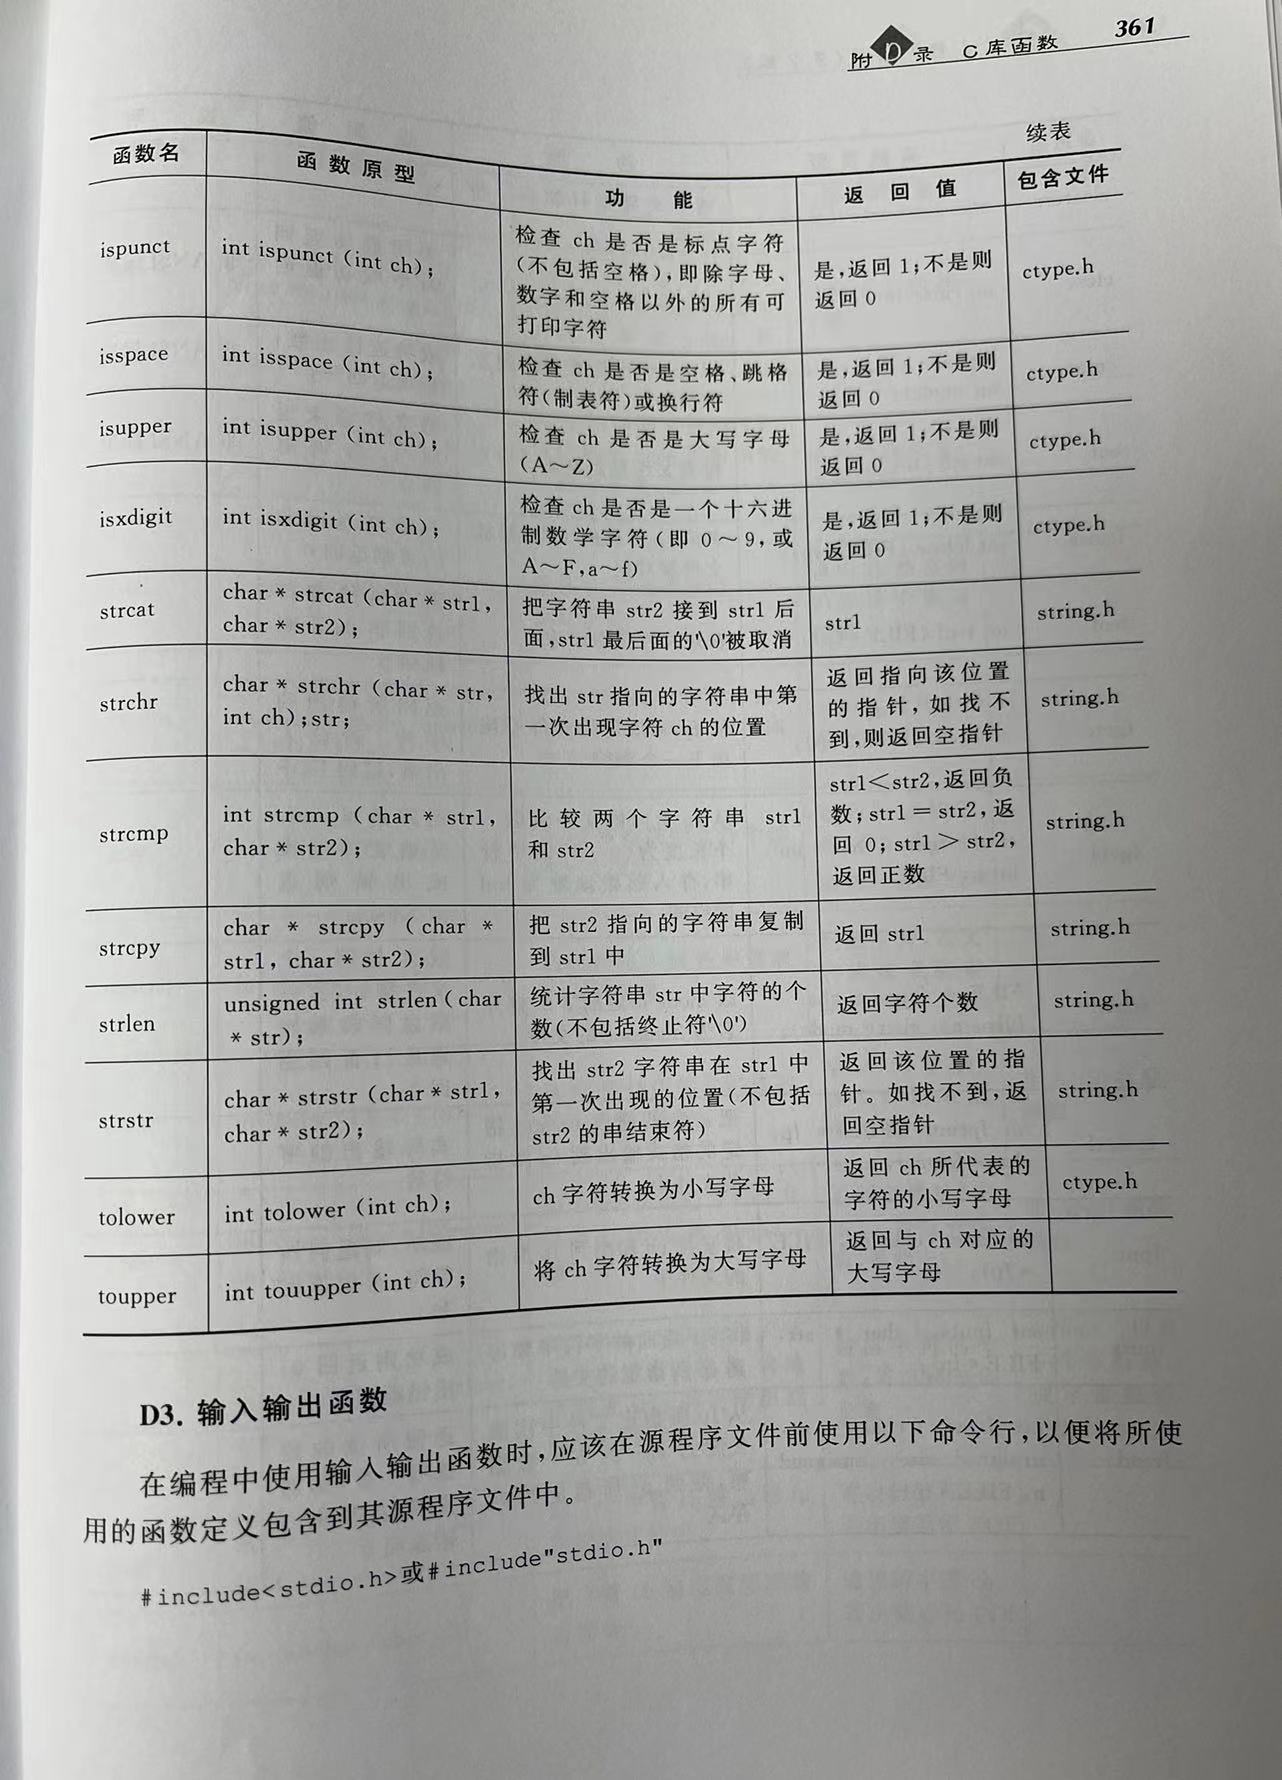 附D录 C库函数 361
续表
函数名 函数原型 功能 返回值 包含文件
ispunct
int ispunct (int ch);
检查 ch 是否是标点字符
(不包括空格),即除字母、
数字和空格以外的所有可
打印字符
是,返回 1;不是则
返回 0
ctype.h
isspace
int isspace (int ch);
检查 ch 是否是空格、跳格
符(制表符)或换行符
是,返回 1;不是则
返回 0
ctype.h
isupper
int isupper (int ch);
检查 ch 是否是大写字母
(A～Z)
是,返回 1;不是则
返回 0
ctype.h
isxdigit
int isxdigit (int ch);
检查 ch 是否是一个十六进
制数学字符(即 0～9,或
A～F,a～f)
是,返回 1;不是则
返回 0
ctype.h
strcat
char * strcat (char * str1,
char * str2);
把字符串 str2 接到 str1 后
面,str1 最后面的'\0'被取消
str1
string.h
strchr
char * strchr (char * str,
int ch);str;
找出 str 指向的字符串中第
一次出现字符 ch 的位置
返回指向该位置
的指针,如找不
到,则返回空指针
string.h
strcmp
int strcmp (char * str1,
char * str2);
比较两个字符串 str1
和 str2
str1<str2,返回负
数;str1=str2,返
回 0;str1>str2,
返回正数
string.h
strcpy
char * strcpy (char *
str1, char * str2);
把 str2 指向的字符串复制
到 str1 中
返回 str1
string.h
strlen
unsigned int strlen(char
* str);
统计字符串 str 中字符的个
数(不包括终止符'\0')
返回字符个数
string.h
strstr
char * strstr (char * str1,
char * str2);
找出 str2 字符串在 str1 中
第一次出现的位置(不包括
str2 的串结束符)
返回该位置的指
针。如找不到,返
回空指针
string.h
tolower
int tolower (int ch);
ch 字符转换为小写字母
返回 ch 所代表的
字符的小写字母
ctype.h
toupper
int touupper (int ch);
将 ch 字符转换为大写字母
返回与 ch 对应的
大写字母
D3. 输入输出函数
在编程中使用输入输出函数时,应该在源程序文件前使用以下命令行,以便将所使
用的函数定义包含到其源程序文件中。
#include<stdio.h>或#include"stdio.h"